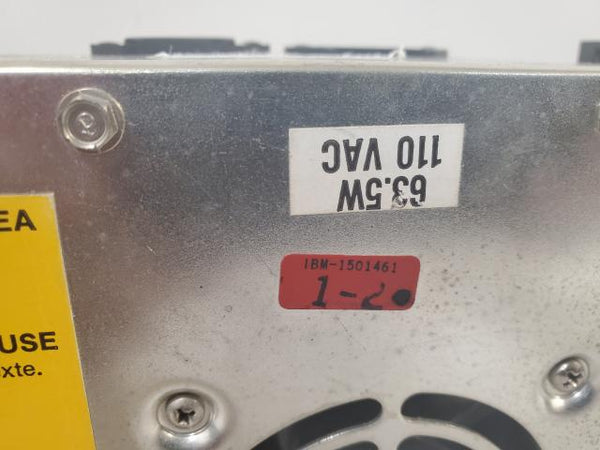 63.5W
110 VAC
IBM-1501461
1-2
EA
USE
xte.